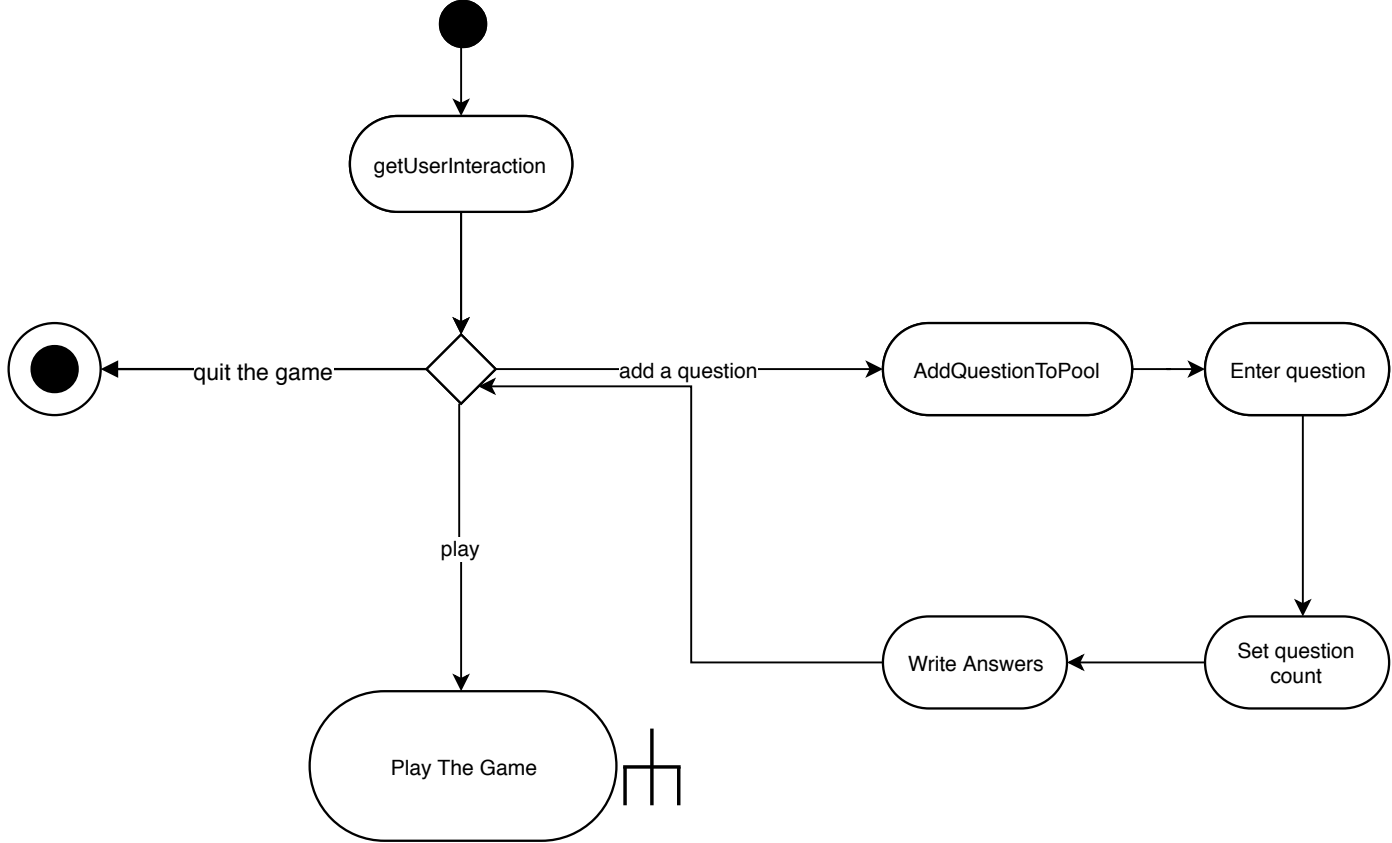 getUserInteraction
quit the game
add a question
AddQuestionToPool
Enter question
play
Write Answers
Set question
count
Play The Game